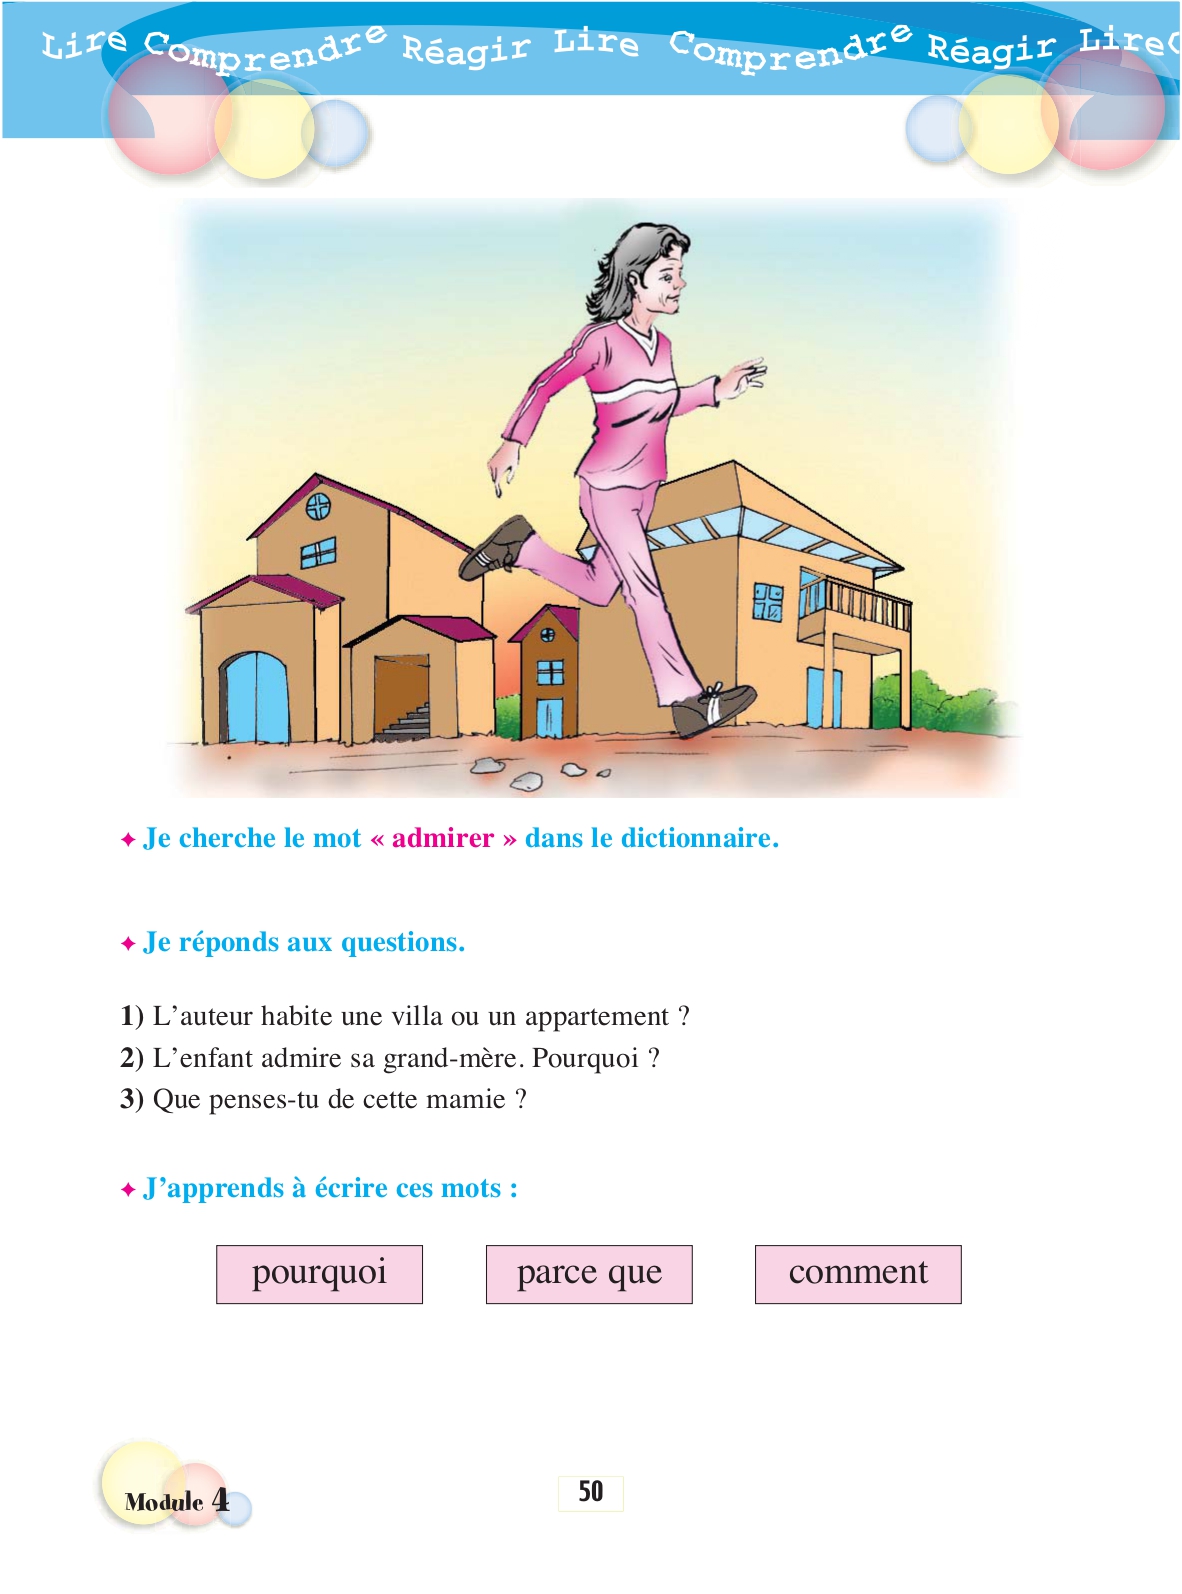 Lire Comprendre Réagir Lire Comprendre Réagir LireC
✦ Je cherche le mot « admirer » dans le dictionnaire.
✦ Je réponds aux questions.
1) L’auteur habite une villa ou un appartement ?
2) L’enfant admire sa grand-mère. Pourquoi ?
3) Que penses-tu de cette mamie ?
✦ J’apprends à écrire ces mots :
pourquoi parce que comment
Module 4
50